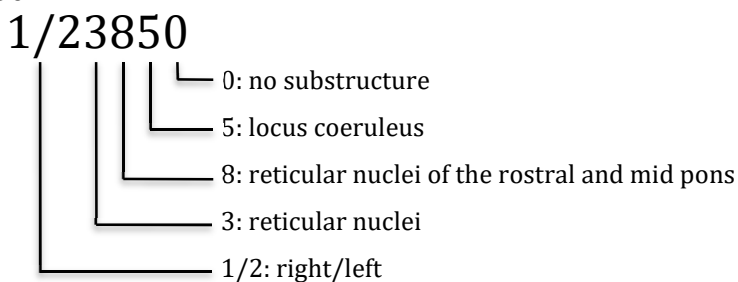 1/23850
0: no substructure
5: locus coeruleus
8: reticular nuclei of the rostral and mid pons
3: reticular nuclei
1/2: right/left